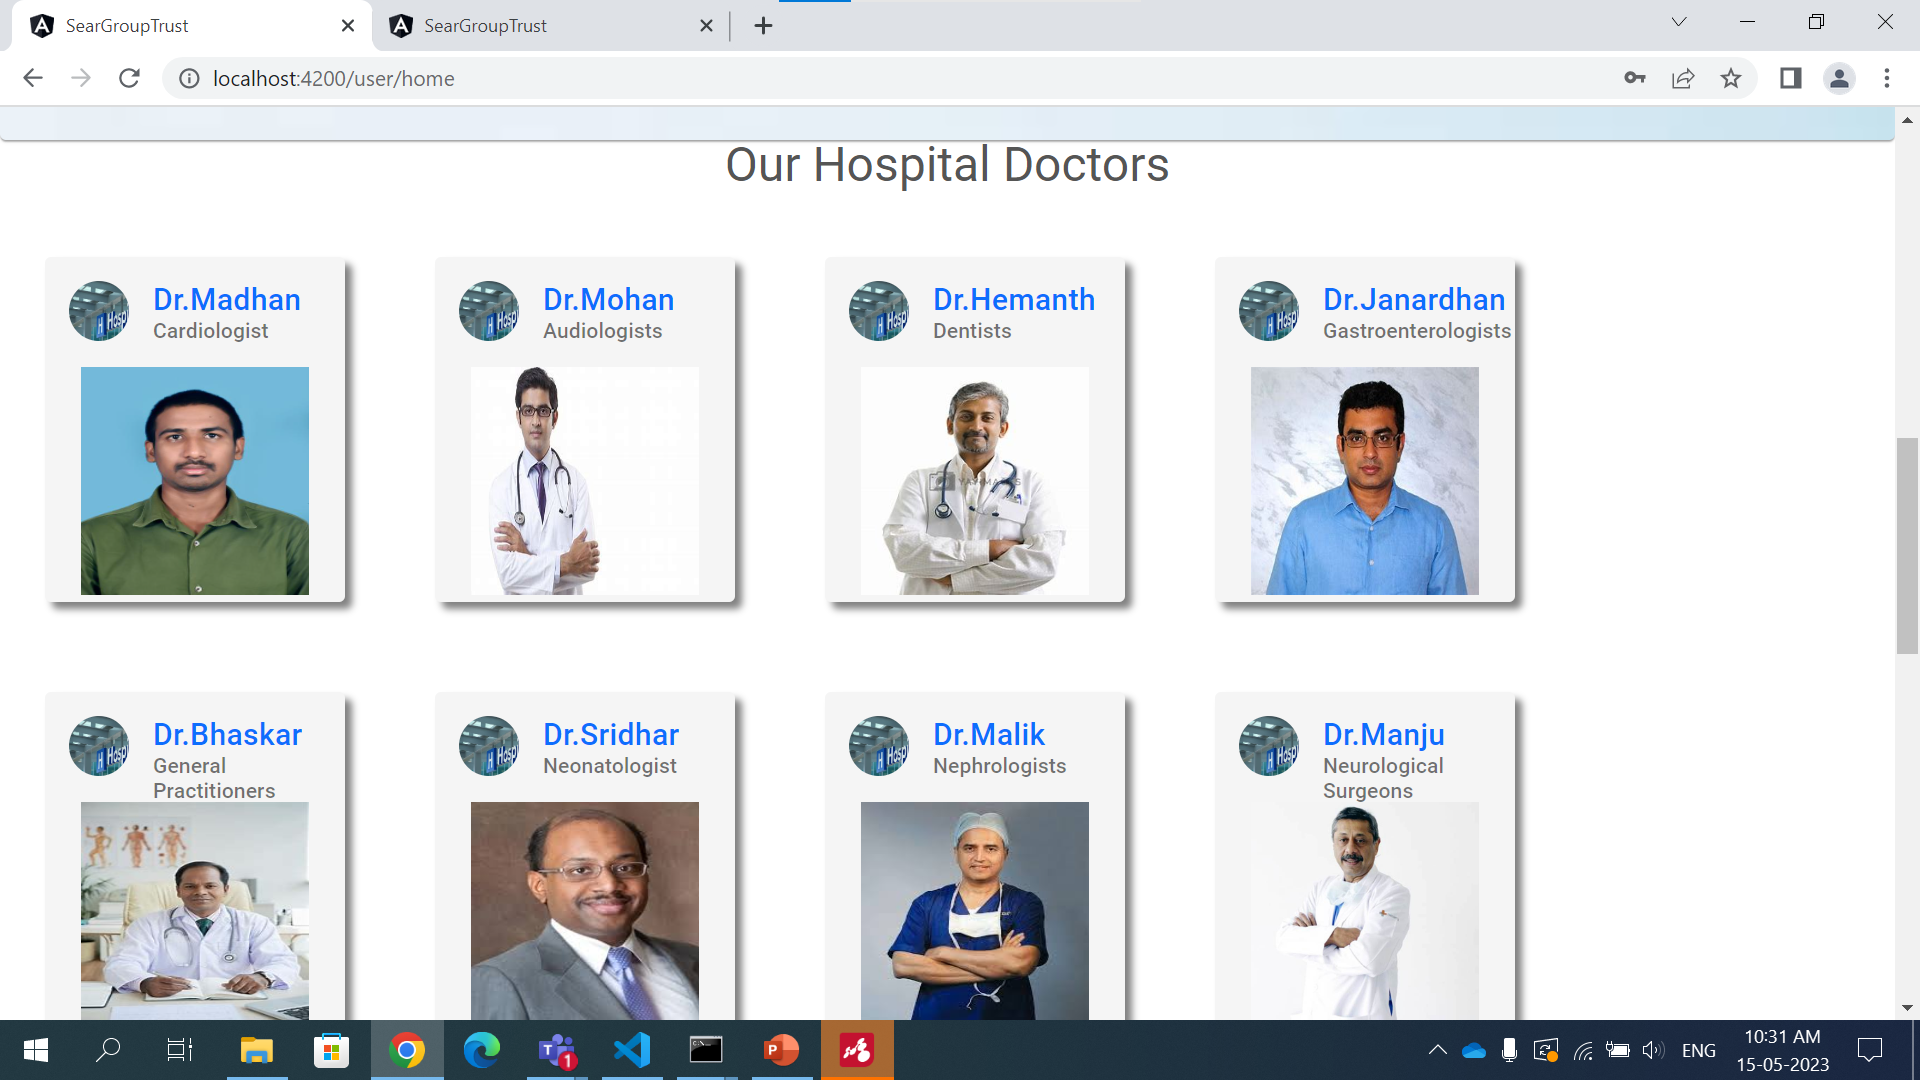 SearGroupTrust
SearGroupTrust
localhost:4200/user/home
Our Hospital Doctors
Dr.Madhan
Cardiologist
Dr.Mohan
Audiologists
Dr.Hemanth
Dentists
Dr.Janardhan
Gastroenterologists
Dr.Bhaskar
General
Practitioners
Dr.Sridhar
Neonatologist
Dr.Malik
Nephrologists
Dr.Manju
Neurological
Surgeons
1
ENG
10:31 AM
15-05-2023